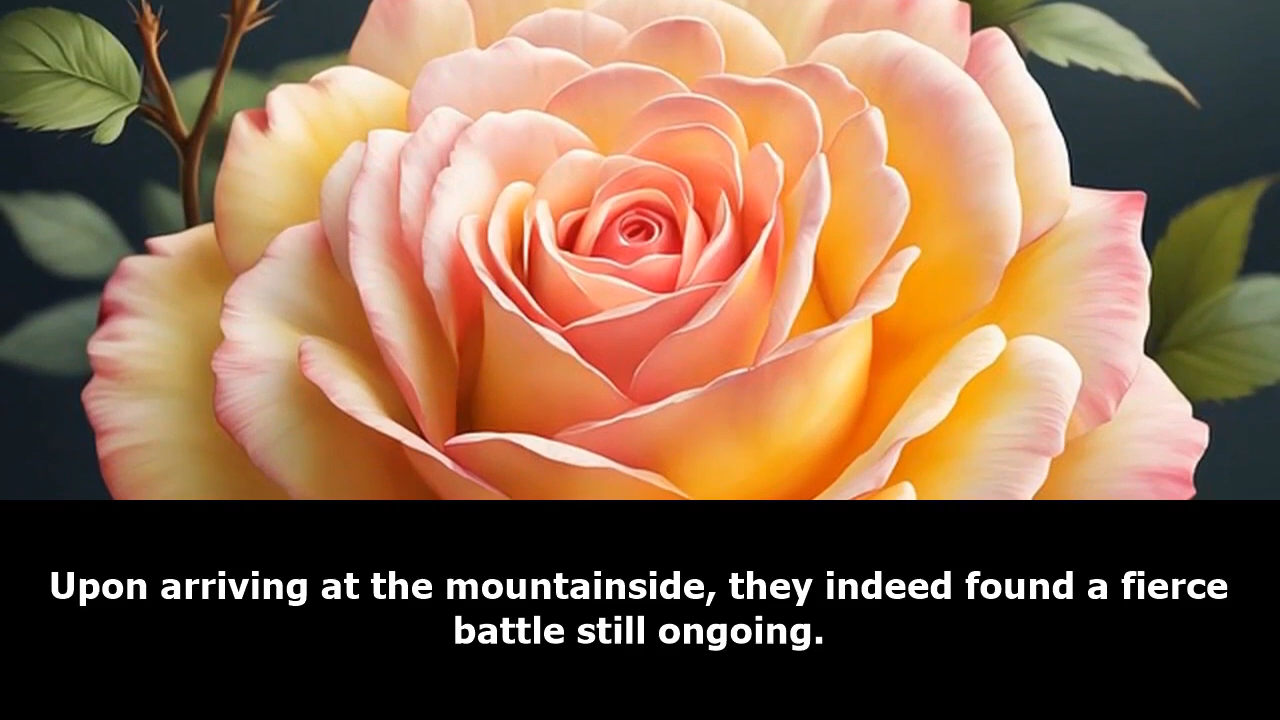 Upon arriving at the mountainside, they indeed found a fierce
battle still ongoing.